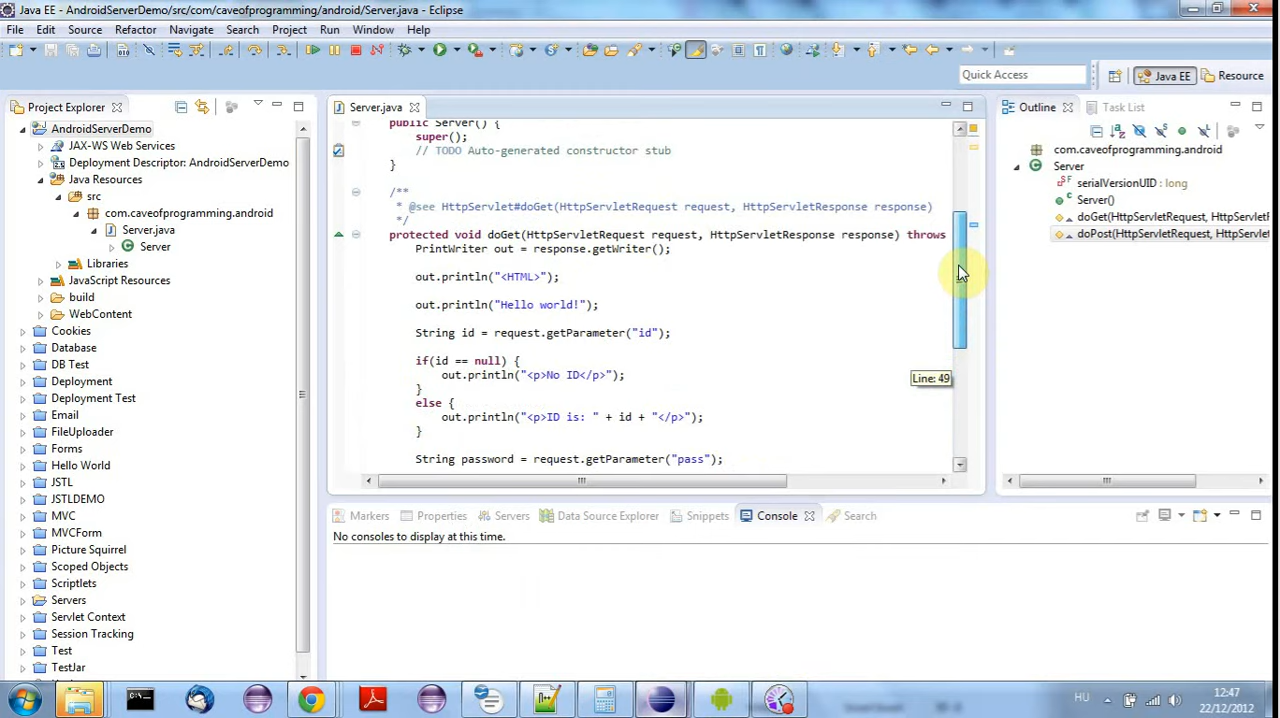 Java EE - AndroidServerDemo/src/com/caveofprogramming/android/Server.java - Eclipse
File Edit Source Refactor Navigate Search Project Run Window Help
Quick Access
Java EE
Resource
Project Explorer
AndroidServerDemo
JAX-WS Web Services
Deployment Descriptor: AndroidServerDemo
Java Resources
src
com.caveofprogramming.android
Server.java
Server
Libraries
JavaScript Resources
build
WebContent
Cookies
Database
DB Test
Deployment
Deployment Test
Email
FileUploader
Forms
Hello World
JSTL
JSTLDEMO
MVC
MVCForm
Picture Squirrel
Scoped Objects
Scriptlets
Servers
Servlet Context
Session Tracking
Test
TestJar
Server.java
public Server() {
super();
// TODO Auto-generated constructor stub
}
/**
* @see HttpServlet#doGet(HttpServletRequest request, HttpServletResponse response)
*/
protected void doGet(HttpServletRequest request, HttpServletResponse response) throws
PrintWriter out = response.getWriter();
out.println("<HTML>");
out.println("Hello world!");
String id = request.getParameter("id");
if(id == null) {
out.println("<p>No ID</p>");
}
else {
out.println("<p>ID is: " + id + "</p>");
}
String password = request.getParameter("pass");
Line: 49
Outline
Task List
com.caveofprogramming.android
Server
serialVersionUID : long
Server()
doGet(HttpServletRequest, HttpServl
doPost(HttpServletRequest, HttpServlet
Markers Properties Servers Data Source Explorer Snippets Console Search
No consoles to display at this time.
HU
12:47
22/12/2012